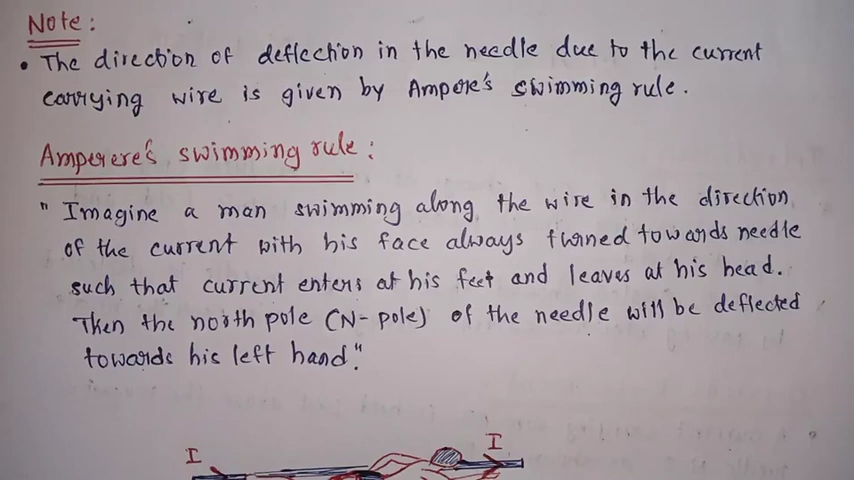 Note:
• The direction of deflection in the needle due to the current
carrying wire is given by Ampere's swimming rule.
Amperere's swimming rule:
" Imagine a man swimming along the wire in the direction
of the current with his face always turned towards needle
such that current enters at his feet and leaves at his head.
Then the north pole (N-pole) of the needle will be deflected
towards his left hand."
I
I